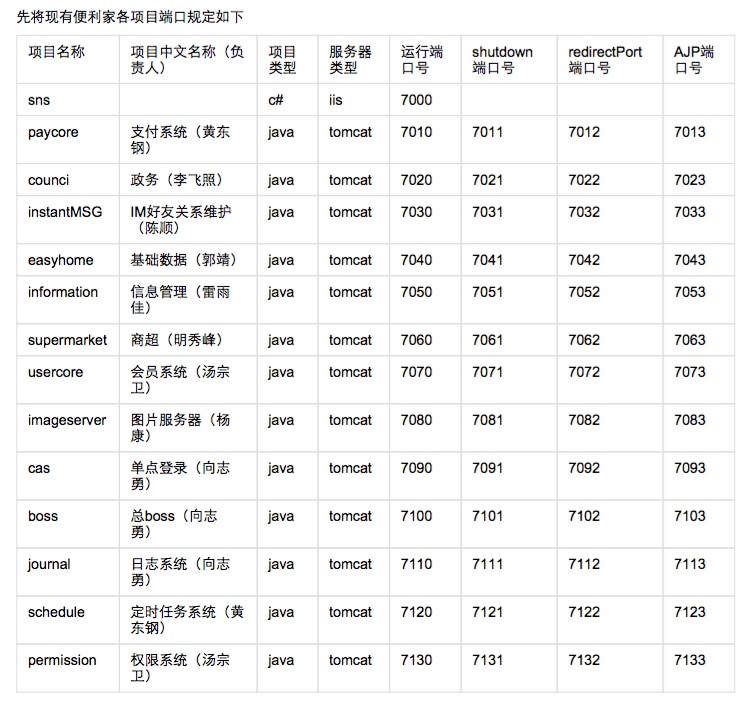 先将现有便利家各项目端口规定如下
项目名称 项目中文名称（负责人） 项目类型 服务器类型 运行端口号 shutdown端口号 redirectPort端口号 AJP端口号
sns c# iis 7000
paycore 支付系统（黄东钢） java tomcat 7010 7011 7012 7013
counci 政务（李飞照） java tomcat 7020 7021 7022 7023
instantMSG IM好友关系维护（陈顺） java tomcat 7030 7031 7032 7033
easyhome 基础数据（郭靖） java tomcat 7040 7041 7042 7043
information 信息管理（雷雨佳） java tomcat 7050 7051 7052 7053
supermarket 商超（明秀峰） java tomcat 7060 7061 7062 7063
usercore 会员系统（汤宗卫） java tomcat 7070 7071 7072 7073
imageserver 图片服务器（杨康） java tomcat 7080 7081 7082 7083
cas 单点登录（向志勇） java tomcat 7090 7091 7092 7093
boss 总boss（向志勇） java tomcat 7100 7101 7102 7103
journal 日志系统（向志勇） java tomcat 7110 7111 7112 7113
schedule 定时任务系统（黄东钢） java tomcat 7120 7121 7122 7123
permission 权限系统（汤宗卫） java tomcat 7130 7131 7132 7133